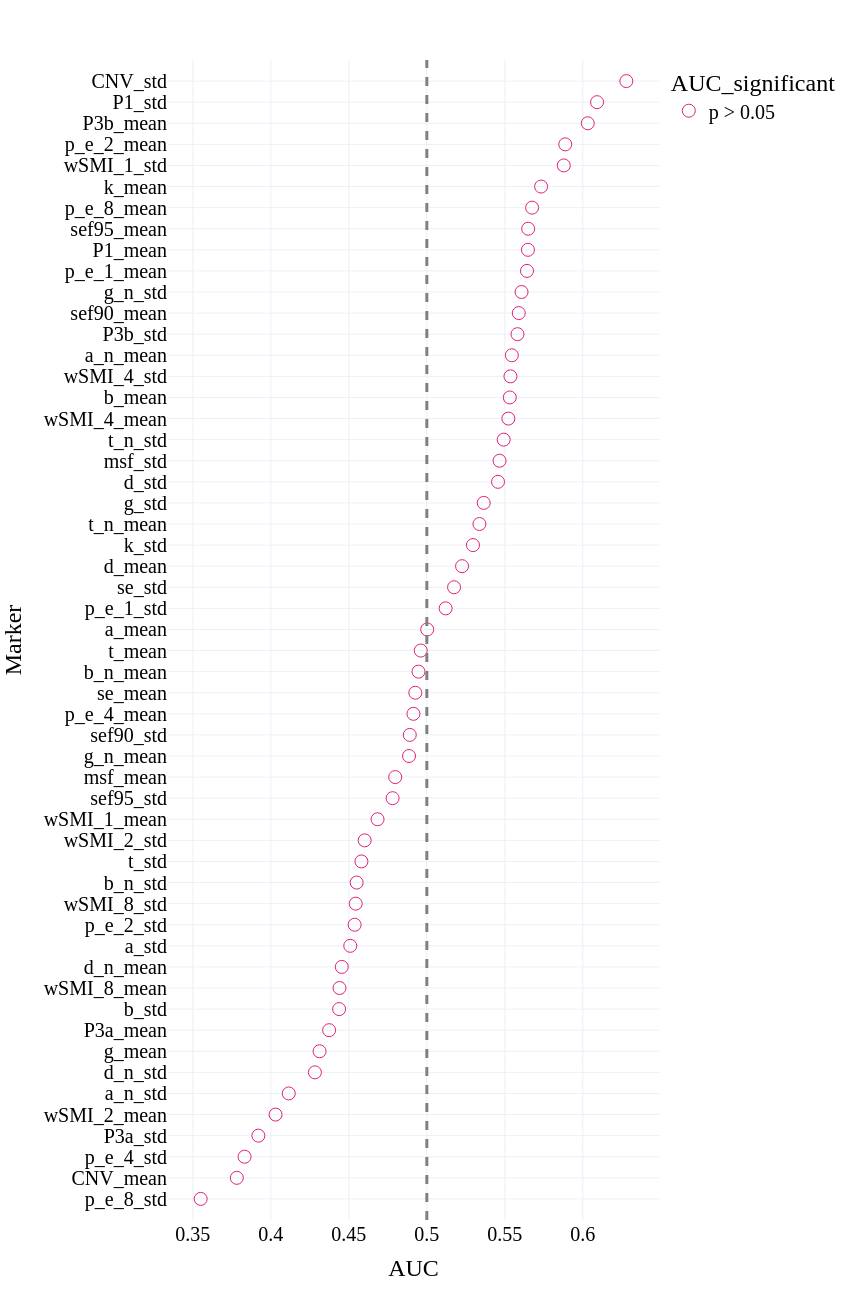 AUC_significant
p > 0.05
CNV_std
P1_std
P3b_mean
p_e_2_mean
wSMI_1_std
k_mean
p_e_8_mean
sef95_mean
P1_mean
p_e_1_mean
g_n_std
sef90_mean
P3b_std
a_n_mean
wSMI_4_std
b_mean
wSMI_4_mean
t_n_std
msf_std
d_std
g_std
t_n_mean
k_std
d_mean
se_std
p_e_1_std
a_mean
t_mean
b_n_mean
se_mean
p_e_4_mean
sef90_std
g_n_mean
msf_mean
sef95_std
wSMI_1_mean
wSMI_2_std
t_std
b_n_std
wSMI_8_std
p_e_2_std
a_std
d_n_mean
wSMI_8_mean
b_std
P3a_mean
g_mean
d_n_std
a_n_std
wSMI_2_mean
P3a_std
p_e_4_std
CNV_mean
p_e_8_std
Marker
0.35 0.4 0.45 0.5 0.55 0.6
AUC